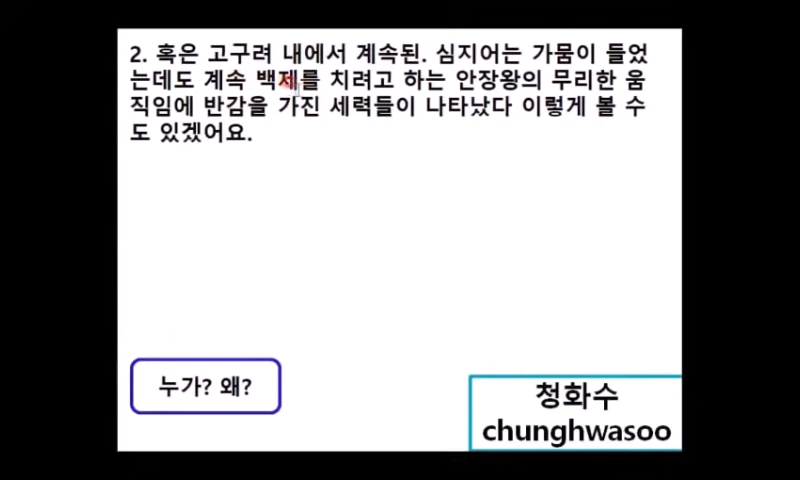 2. 혹은 고구려 내에서 계속된. 심지어는 가뭄이 들었
는데도 계속 백제를 치려고 하는 안장왕의 무리한 움
직임에 반감을 가진 세력들이 나타났다 이렇게 볼 수
도 있겠어요.
누가? 왜?
청화수
chunghwasoo